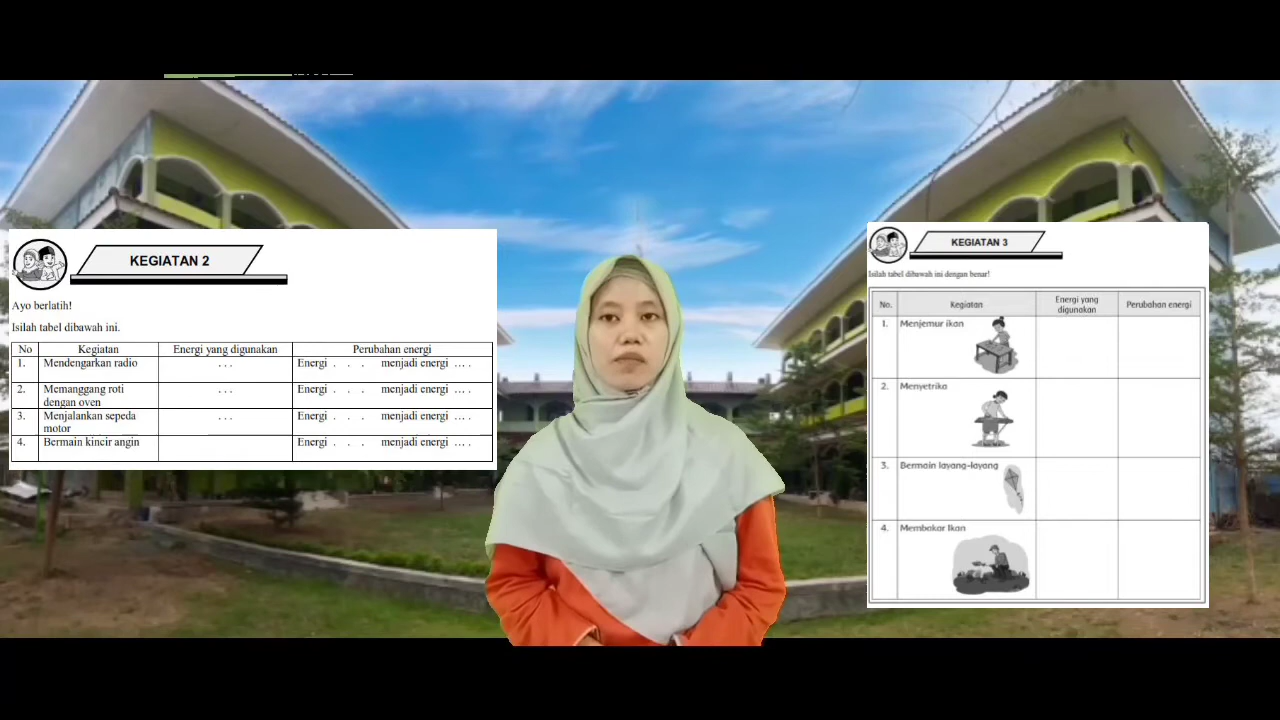 KEGIATAN 2
Ayo berlatih!
Isilah tabel dibawah ini.
No Kegiatan Energi yang digunakan Perubahan energi
1. Mendengarkan radio . . . Energi . . . menjadi energi ... .
2. Memanggang roti . . . Energi . . . menjadi energi ... .
dengan oven
3. Menjalankan sepeda . . . Energi . . . menjadi energi ... .
motor
4. Bermain kincir angin Energi . . . menjadi energi ... .
KEGIATAN 3
Isilah tabel dibawah ini dengan benar!
No. Kegiatan Energi yang Perubahan energi
digunakan
1. Menjemur ikan
2. Menyetrika
3. Bermain layang-layang
4. Membakar Ikan